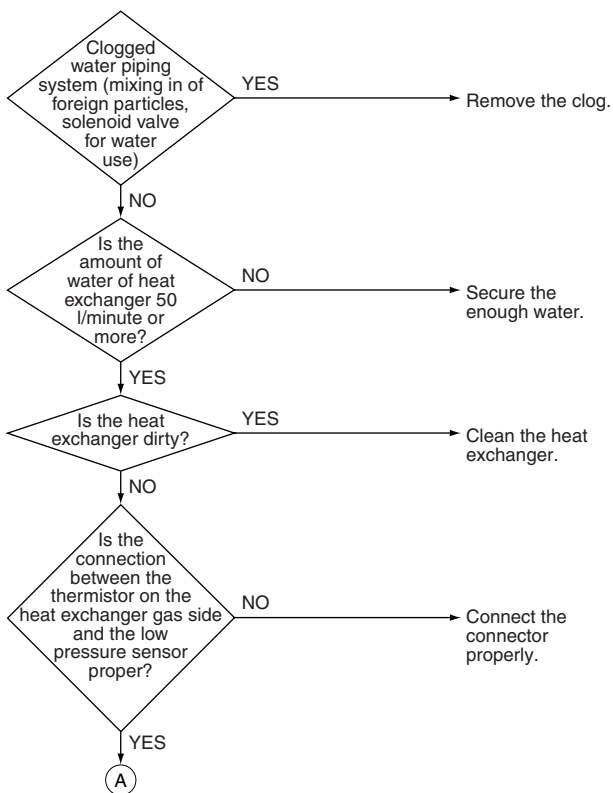 Clogged
water piping
system (mixing in of
foreign particles,
solenoid valve
for water
use)
YES
Remove the clog.
NO
Is the
amount of
water of heat
exchanger 50
l/minute or
more?
NO
Secure the
enough water.
YES
Is the heat
exchanger dirty?
YES
Clean the heat
exchanger.
NO
Is the
connection
between the
thermistor on the
heat exchanger gas side
and the low
pressure sensor
proper?
NO
Connect the
connector
properly.
YES
A